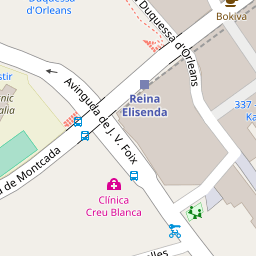 Duquessa
d'Orleans
Duquessa d'Orleans
Bokiva
Avinguda de J. V. Foix
Reina
Elisenda
337 -
de Montcada
Clínica
Creu Blanca